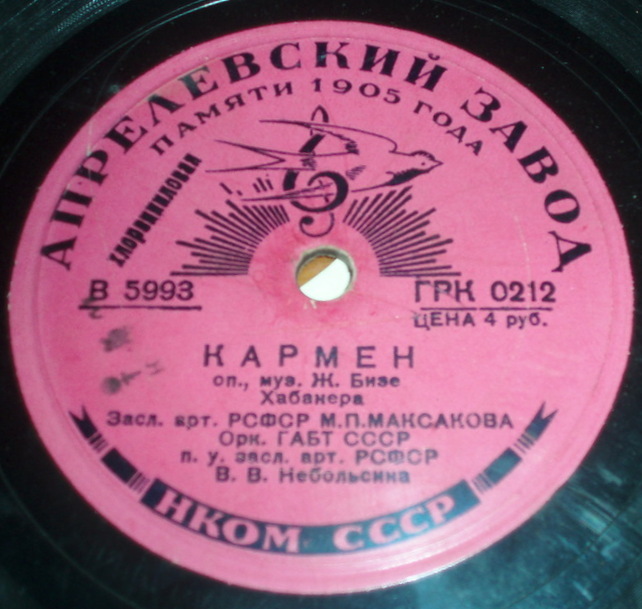 АПРЕЛЕВСКИЙ ЗАВОД
ПАМЯТИ 1905 ГОДА
В 5993
ГРК 0212
ЦЕНА 4 руб.
КАРМЕН
оп., муз. Ж. Бизе
Хабанера
Засл. арт. РСФСР М.П.МАКСАКОВА
Орк. ГАБТ СССР
п. у. засл. арт. РСФСР
В. В. Небольсина
НКОМ СССР